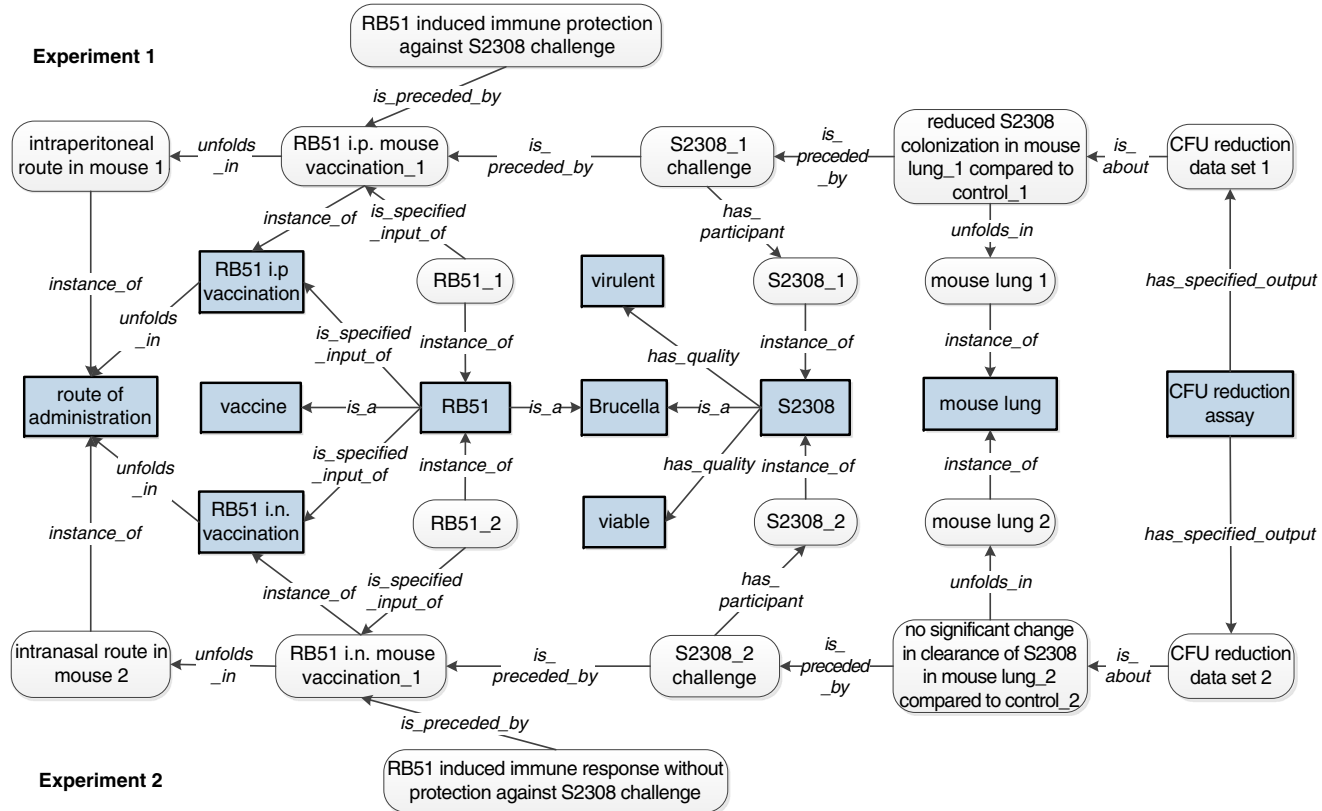 RB51 induced immune protection
against S2308 challenge
Experiment 1
is_preceded_by
intraperitoneal
route in mouse 1
unfolds
_in
RB51 i.p. mouse
vaccination_1
is_
preceded_by
S2308_1
challenge
is_
preceded
_by
reduced S2308
colonization in mouse
lung_1 compared to
control_1
is_
about
CFU reduction
data set 1
instance_of
is_specified
_input_of
has_
participant
unfolds_in
RB51 i.p
vaccination
RB51_1
virulent
S2308_1
mouse lung 1
instance_of
has_specified_output
unfolds
_in
is_specified
_input_of
instance_of
has_quality
instance_of
instance_of
route of
administration
vaccine
is_a
RB51
is_a
Brucella
is_a
S2308
mouse lung
CFU reduction
assay
unfolds
_in
is_specified
_input_of
instance_of
has_quality
instance_of
instance_of
RB51 i.n.
vaccination
RB51_2
viable
S2308_2
mouse lung 2
has_specified_output
instance_of
instance_of
is_specified
_input_of
has_
participant
unfolds_in
intranasal route in
mouse 2
unfolds
_in
RB51 i.n. mouse
vaccination_1
is_
preceded_by
S2308_2
challenge
is_
preceded
_by
no significant change
in clearance of S2308
in mouse lung_2
compared to control_2
is_
about
CFU reduction
data set 2
is_preceded_by
Experiment 2
RB51 induced immune response without
protection against S2308 challenge